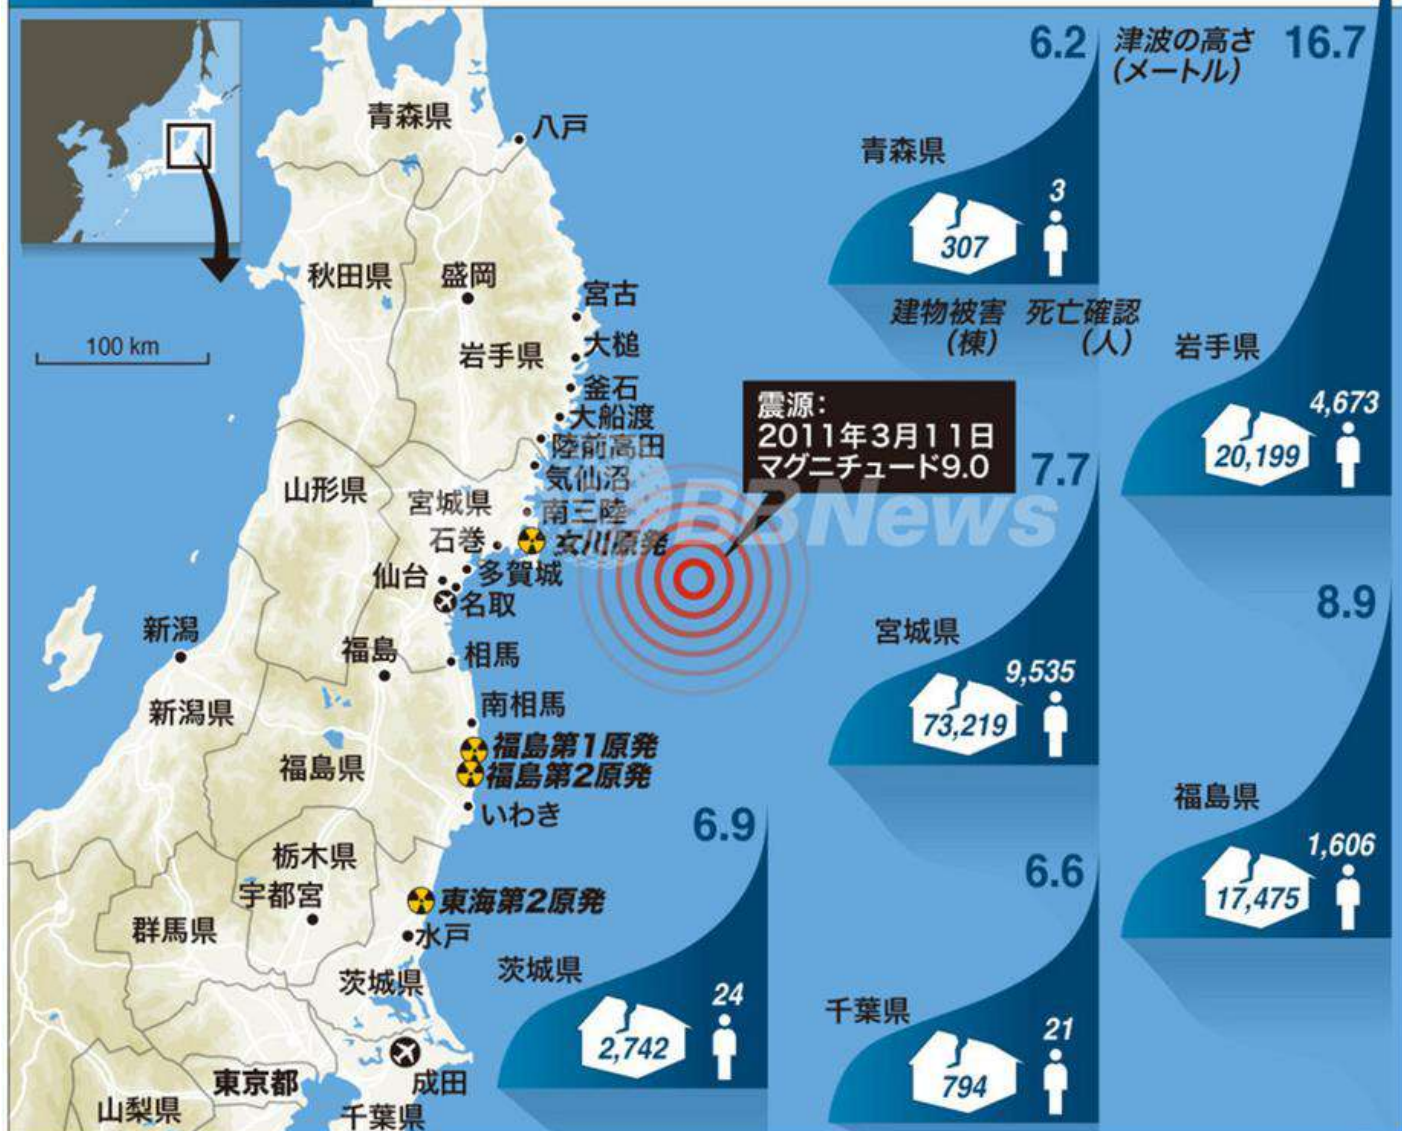 6.2
津波の高さ
(メートル)
16.7
青森県
八戸
青森県
3
307
秋田県
盛岡
宮古
建物被害
(棟)
死亡確認
(人)
100 km
岩手県
大槌
岩手県
釜石
大船渡
陸前高田
気仙沼
南三陸
震源:
2011年3月11日
マグニチュード9.0
4,673
20,199
7.7
山形県
宮城県
石巻
女川原発
BBNews
仙台
多賀城
名取
8.9
新潟
福島
相馬
宮城県
9,535
73,219
新潟県
南相馬
福島第1原発
福島第2原発
福島県
いわき
福島県
1,606
17,475
6.9
栃木県
宇都宮
6.6
東海第2原発
群馬県
水戸
茨城県
茨城県
24
2,742
千葉県
21
794
成田
東京都
山梨県
千葉県